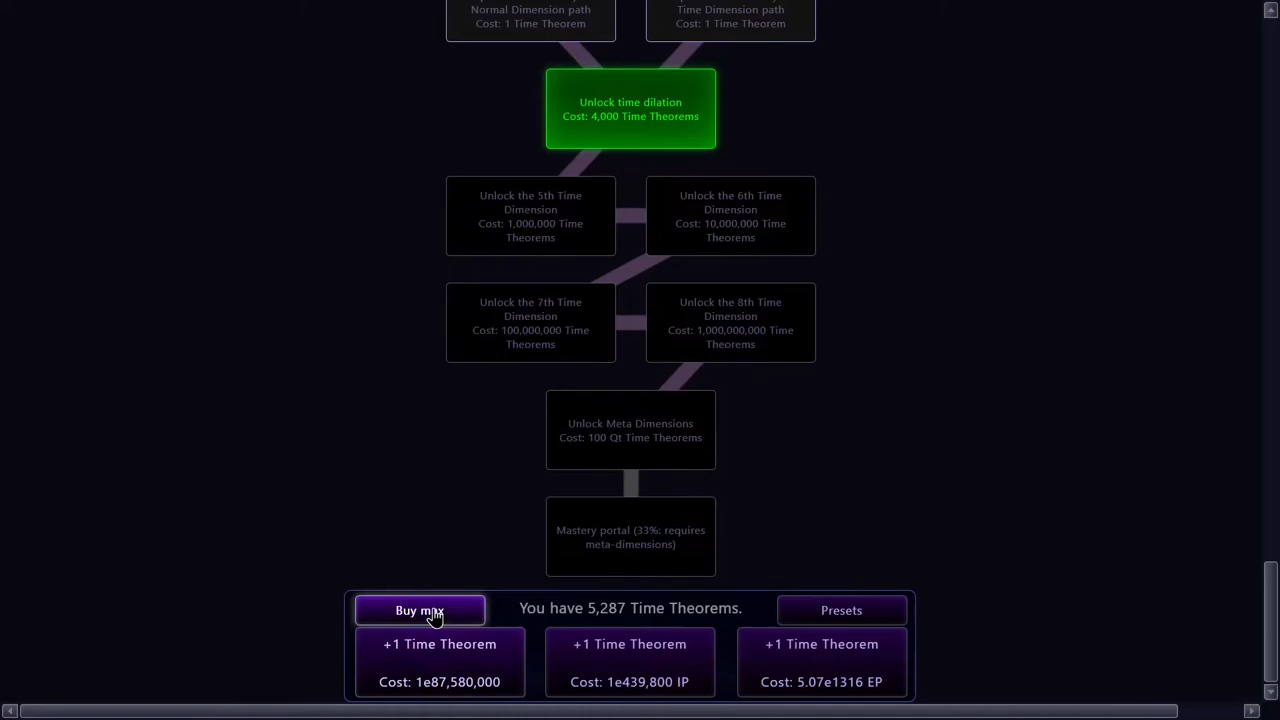 Normal Dimension path
Cost: 1 Time Theorem
Time Dimension path
Cost: 1 Time Theorem
Unlock time dilation
Cost: 4,000 Time Theorems
Unlock the 5th Time
Dimension
Cost: 1,000,000 Time
Theorems
Unlock the 6th Time
Dimension
Cost: 10,000,000 Time
Theorems
Unlock the 7th Time
Dimension
Cost: 100,000,000 Time
Theorems
Unlock the 8th Time
Dimension
Cost: 1,000,000,000 Time
Theorems
Unlock Meta Dimensions
Cost: 100 Qt Time Theorems
Mastery portal (33%: requires
meta-dimensions)
Buy max
You have 5,287 Time Theorems.
Presets
+1 Time Theorem
Cost: 1e87,580,000
+1 Time Theorem
Cost: 1e439,800 IP
+1 Time Theorem
Cost: 5.07e1316 EP